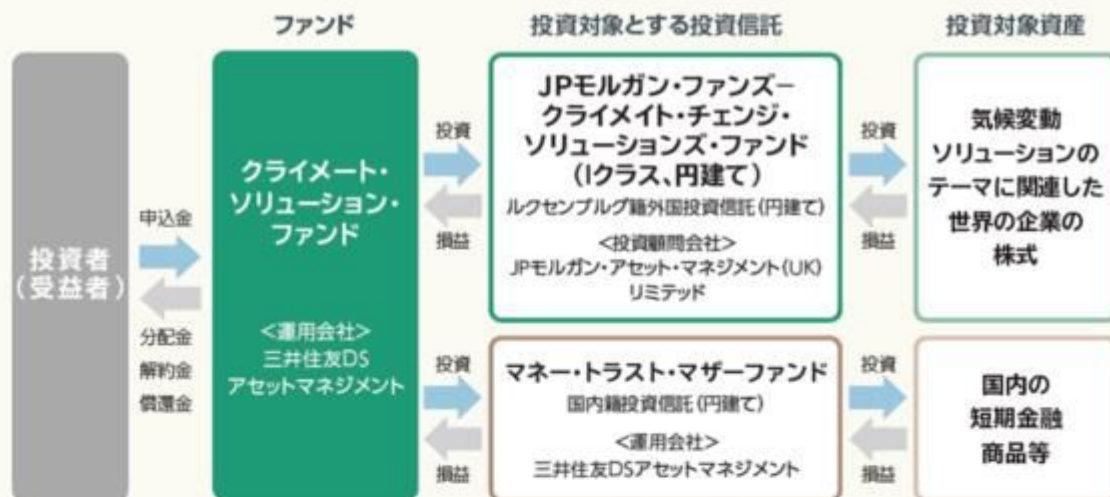 ファンド
投資対象とする投資信託
投資対象資産
投資者
(受益者)
申込金
分配金
解約金
償還金
クライメート・
ソリューション・
ファンド
<運用会社>
三井住友DS
アセットマネジメント
投資
損益
JPモルガン・ファンズー
クライメイト・チェンジ・
ソリューションズ・ファンド
(Iクラス、円建て)
ルクセンブルグ籍外国投資信託(円建て)
<投資顧問会社>
JPモルガン・アセット・マネジメント(UK)
リミテッド
投資
損益
気候変動
ソリューションの
テーマに関連した
世界の企業の
株式
投資
損益
マネー・トラスト・マザーファンド
国内籍投資信託(円建て)
<運用会社>
三井住友DSアセットマネジメント
投資
損益
国内の
短期金融
商品等